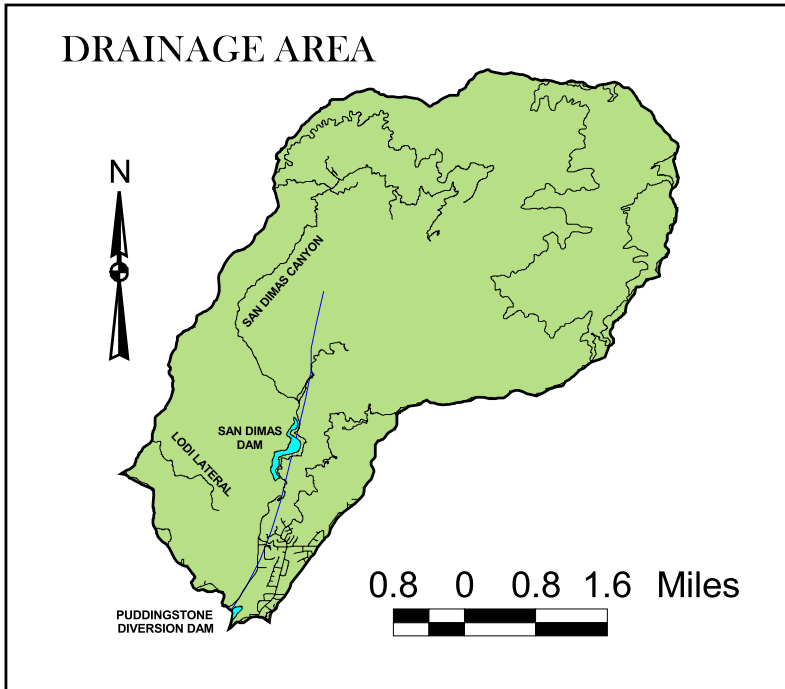 DRAINAGE AREA
N
SAN DIMAS CANYON
SAN DIMAS
DAM
LODI LATERAL
0.8 0 0.8 1.6 Miles
PUDDINGSTONE
DIVERSION DAM